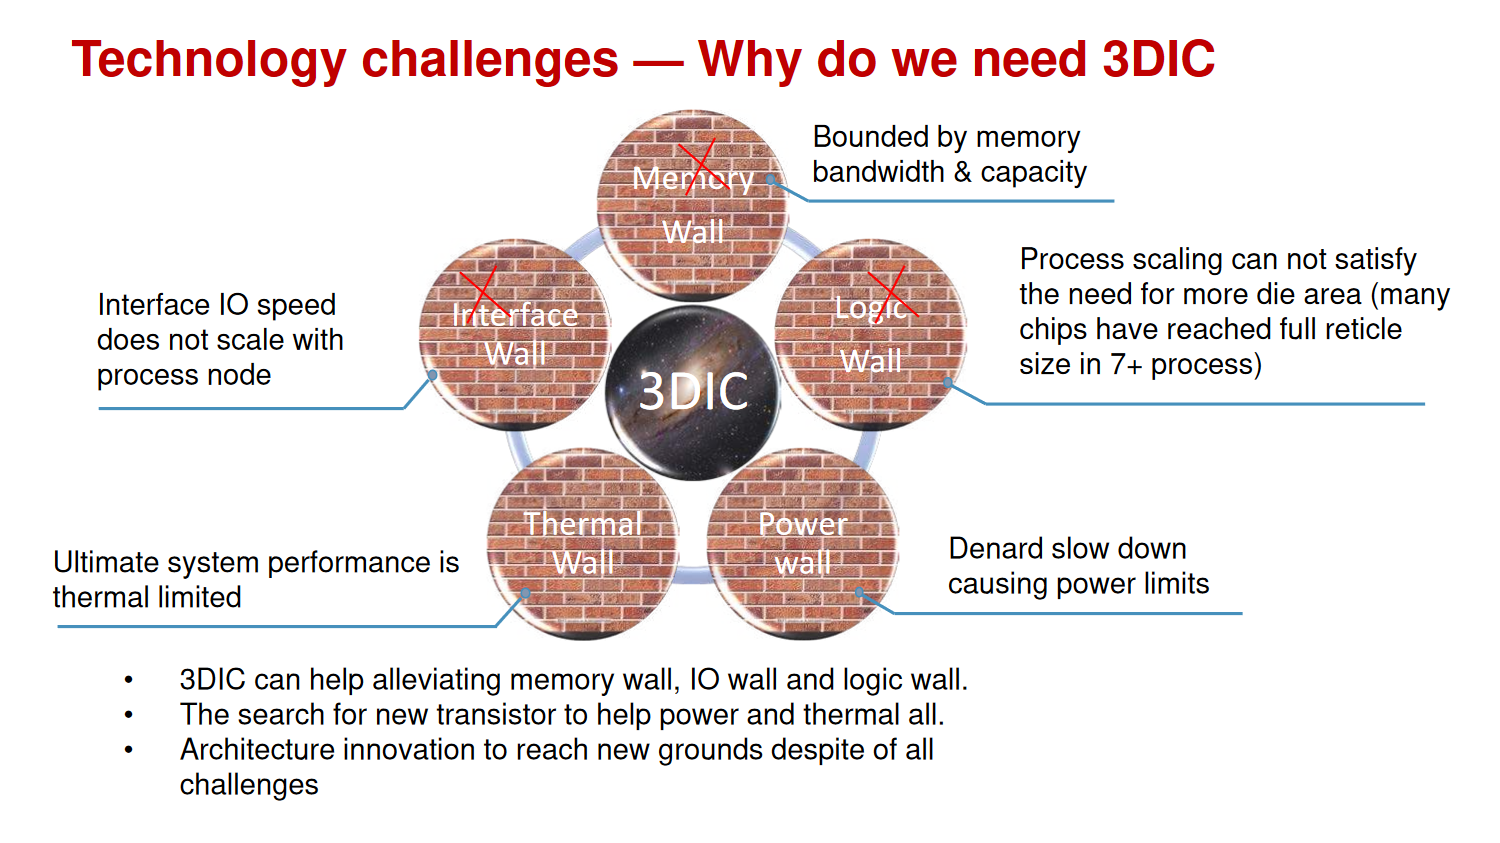 Technology challenges — Why do we need 3DIC
Memory
Wall
Bounded by memory
bandwidth & capacity
Interface
Wall
Interface IO speed
does not scale with
process node
Logic
Wall
Process scaling can not satisfy
the need for more die area (many
chips have reached full reticle
size in 7+ process)
3DIC
Thermal
Wall
Ultimate system performance is
thermal limited
Power
wall
Denard slow down
causing power limits
• 3DIC can help alleviating memory wall, IO wall and logic wall.
• The search for new transistor to help power and thermal all.
• Architecture innovation to reach new grounds despite of all
challenges